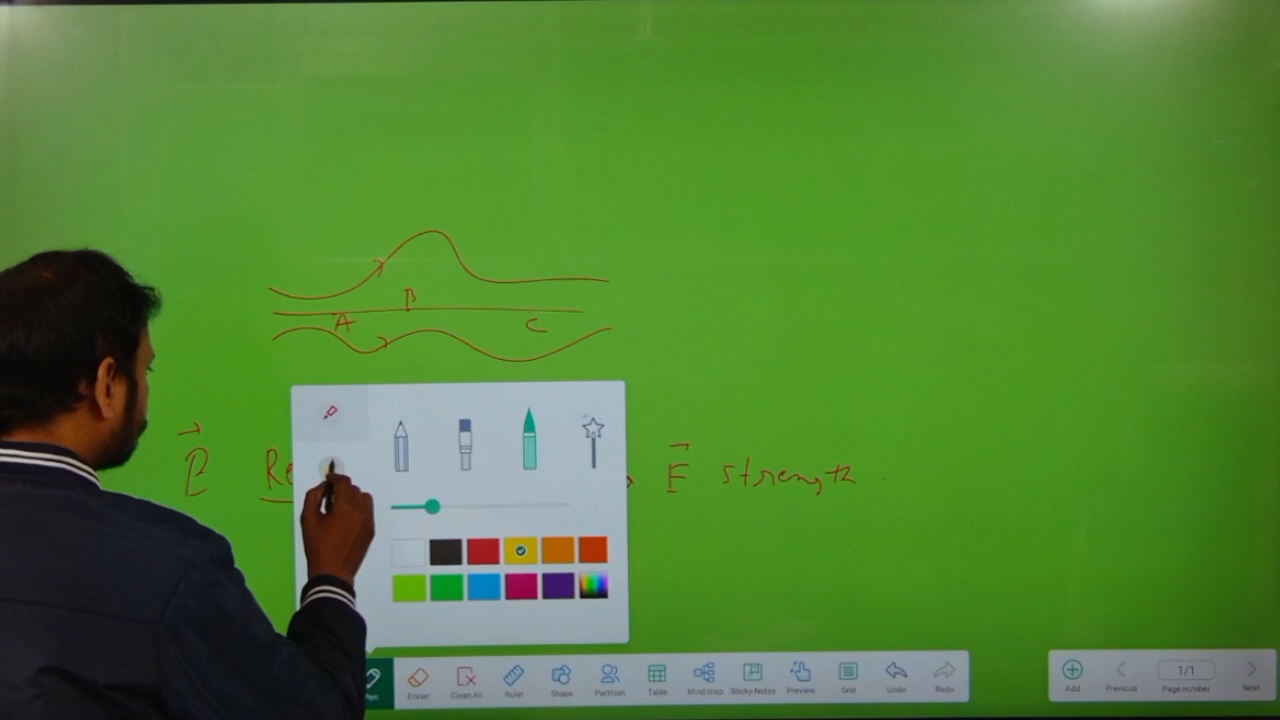 B
A
C
E Re E strength
Pen Eraser Clean All Ruler Shape Partition Table Mind map Sticky-Notes Preview Grid Undo Redo Add Previous 1/1 Page number Next